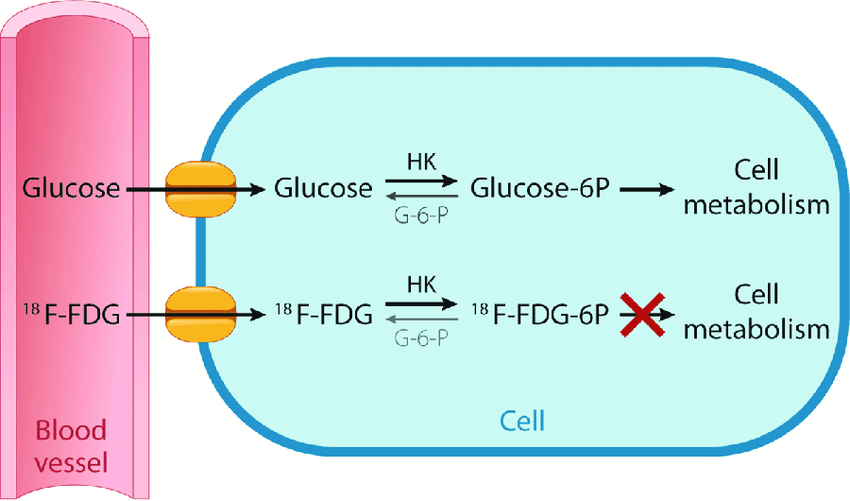 Glucose
Glucose
HK
G-6-P
Glucose-6P
Cell
metabolism
¹⁸F-FDG
¹⁸F-FDG
HK
G-6-P
¹⁸F-FDG-6P
Cell
metabolism
Blood
vessel
Cell